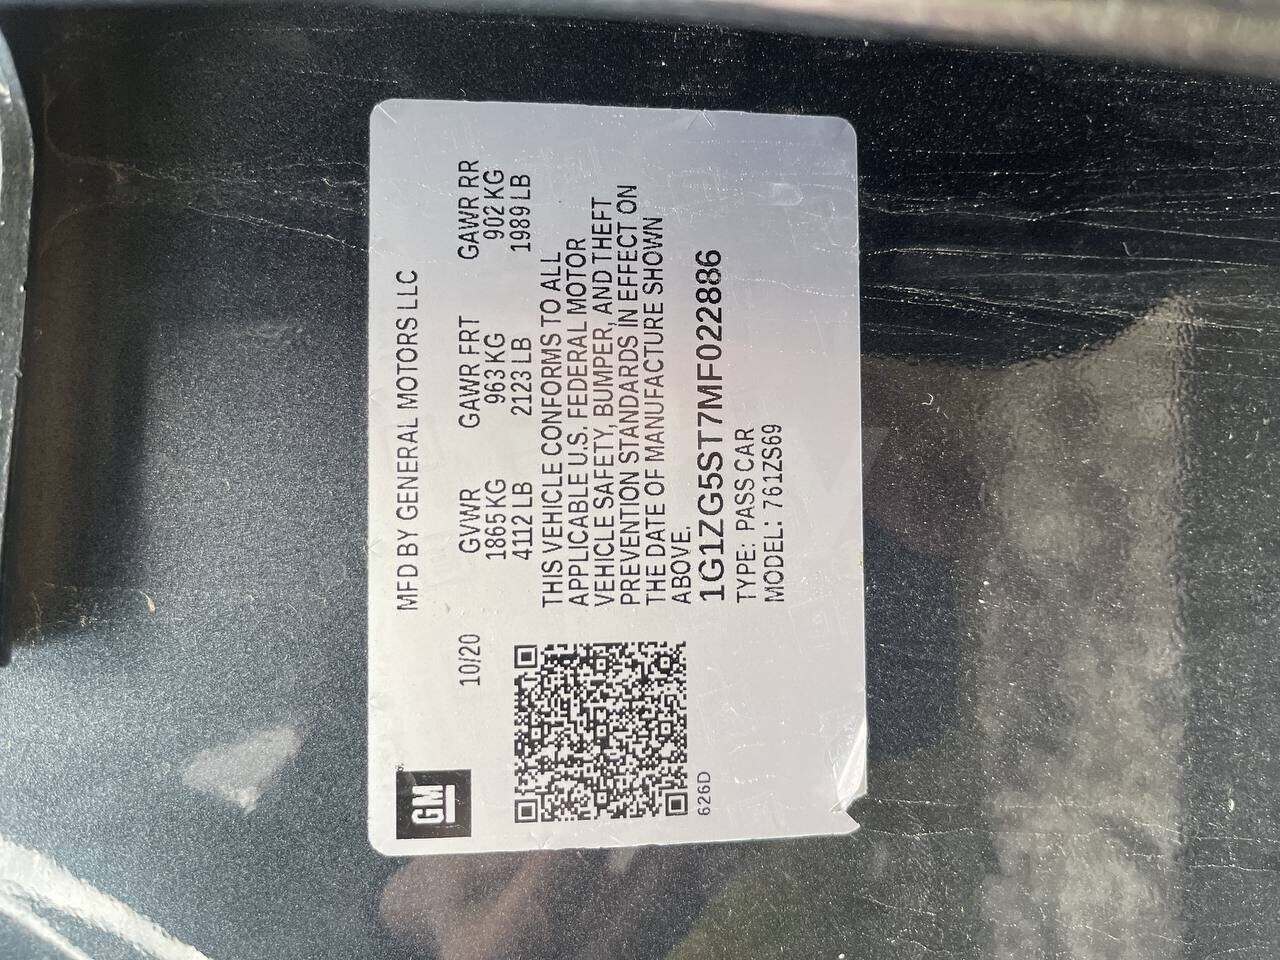 GM
MFD BY GENERAL MOTORS LLC
10/20
GVWR GAWR FRT GAWR RR
1865 KG 963 KG 902 KG
4112 LB 2123 LB 1989 LB
THIS VEHICLE CONFORMS TO ALL
APPLICABLE U.S. FEDERAL MOTOR
VEHICLE SAFETY, BUMPER, AND THEFT
PREVENTION STANDARDS IN EFFECT ON
THE DATE OF MANUFACTURE SHOWN
ABOVE.
1G1ZG5ST7MF022886
TYPE: PASS CAR
MODEL: 761ZS69
626D